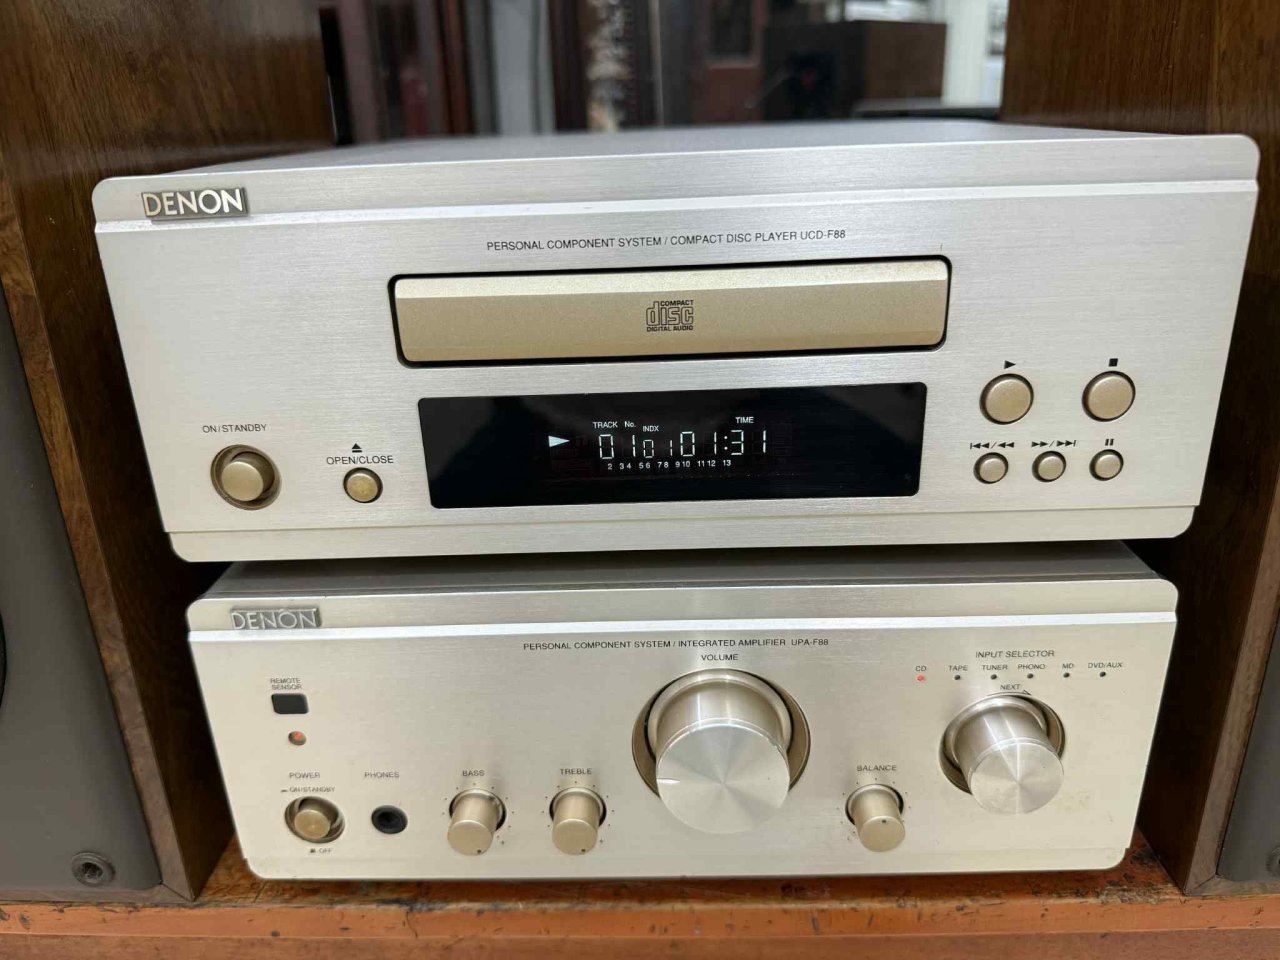 DENON
PERSONAL COMPONENT SYSTEM / COMPACT DISC PLAYER UCD-F88
COMPACT
disc
DIGITAL AUDIO
ON/STANDBY
OPEN/CLOSE
TRACK No. INDX TIME
01 01 01:31
2 3 4 5 6 7 8 9 10 11 12 13
DENON
PERSONAL COMPONENT SYSTEM / INTEGRATED AMPLIFIER UPA-F88
REMOTE
SENSOR
VOLUME
INPUT SELECTOR
CD TAPE TUNER PHONO MD DVD/AUX
NEXT
POWER
ON/STANDBY
OFF
PHONES
BASS
TREBLE
BALANCE